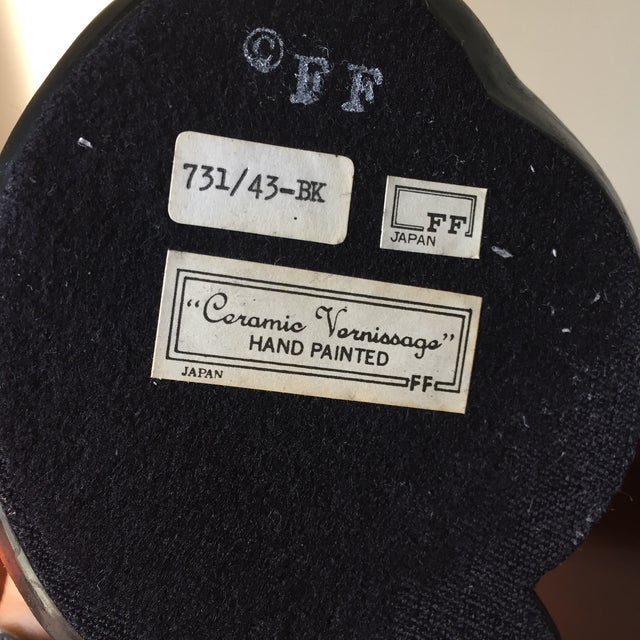 © FF
731/43-BK
FF
JAPAN
"Ceramic Vernissage"
HAND PAINTED
JAPAN
FF